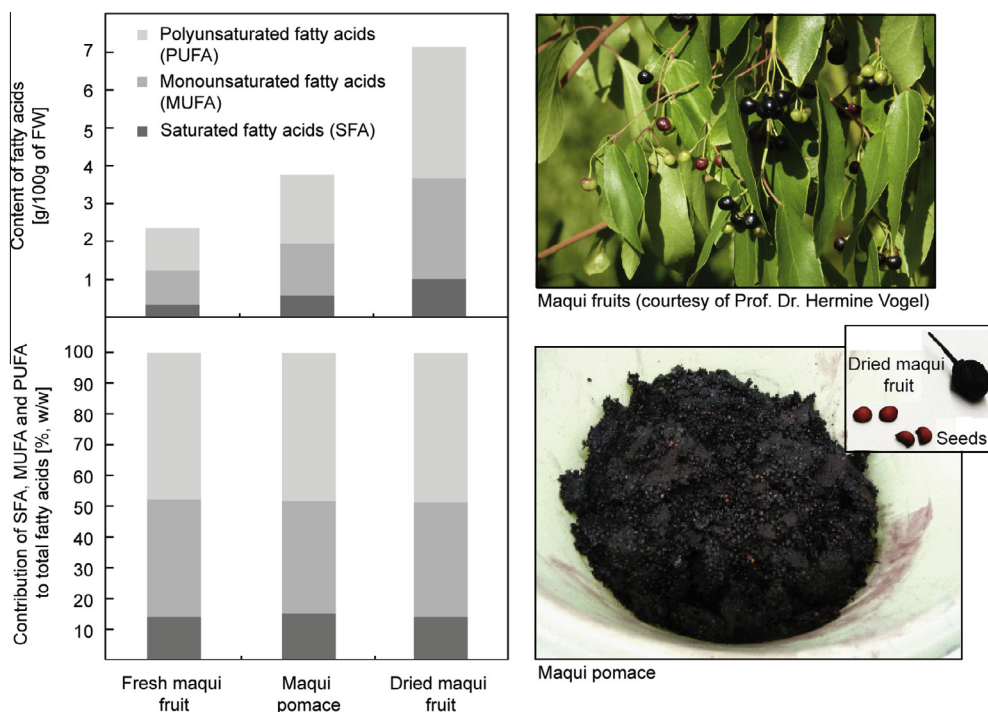 Content of fatty acids
[g/100g of FW]
7
6
5
4
3
2
1
Polyunsaturated fatty acids
(PUFA)
Monounsaturated fatty acids
(MUFA)
Saturated fatty acids (SFA)
Maqui fruits (courtesy of Prof. Dr. Hermine Vogel)
Contribution of SFA, MUFA and PUFA
to total fatty acids [%, w/w]
100
90
80
70
60
50
40
30
20
10
Fresh maqui
fruit
Maqui
pomace
Dried maqui
fruit
Dried maqui
fruit
Seeds
Maqui pomace